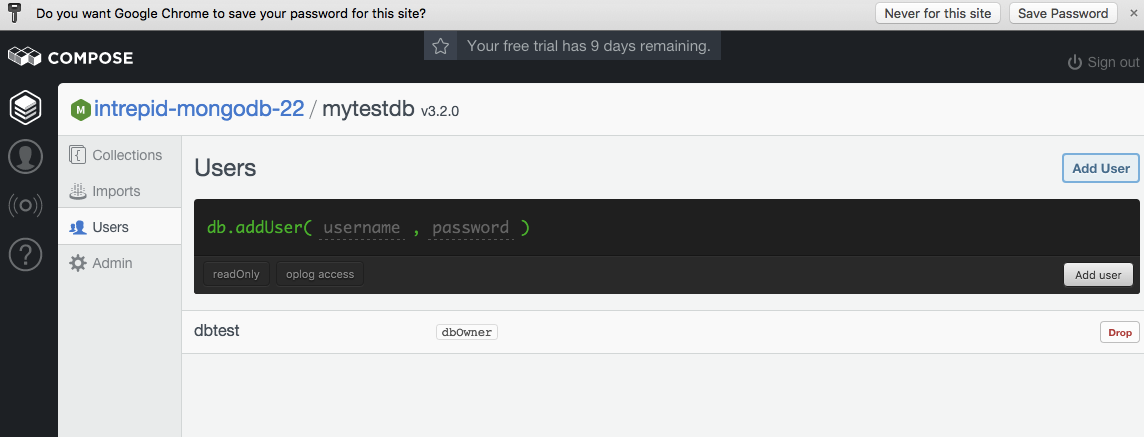 Do you want Google Chrome to save your password for this site? Never for this site Save Password ×
COMPOSE
Your free trial has 9 days remaining.
Sign out
M intrepid-mongodb-22 / mytestdb v3.2.0
Collections
Imports
Users
Admin
Users
Add User
db.addUser( username , password )
readOnly oplog access Add user
dbtest dbOwner Drop